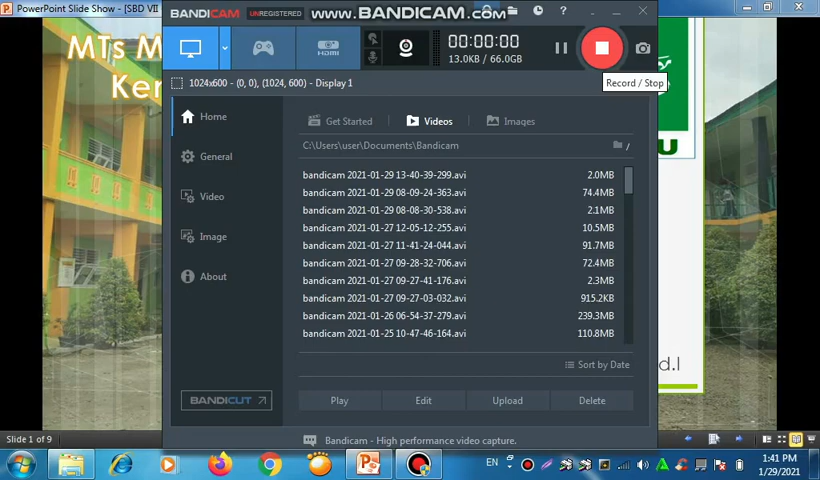 PowerPoint Slide Show - [SBD VII
BANDICAM UNREGISTERED www.BANDICAM.com
00:00:00
HDMI
13.0KB / 66.0GB
1024x600 - (0, 0), (1024, 600) - Display 1
Record / Stop
MTs M
Ker
U
d.I
Home
General
Video
Image
About
BANDICUT
Get Started
Videos
Images
C:\Users\user\Documents\Bandicam
/
bandicam 2021-01-29 13-40-39-299.avi 2.0MB
bandicam 2021-01-29 08-09-24-363.avi 74.4MB
bandicam 2021-01-29 08-08-30-538.avi 2.1MB
bandicam 2021-01-27 12-05-12-255.avi 10.5MB
bandicam 2021-01-27 11-41-24-044.avi 91.7MB
bandicam 2021-01-27 09-28-32-706.avi 72.4MB
bandicam 2021-01-27 09-27-41-176.avi 2.3MB
bandicam 2021-01-27 09-27-03-032.avi 915.2KB
bandicam 2021-01-26 06-54-37-279.avi 239.3MB
bandicam 2021-01-25 10-47-46-164.avi 110.8MB
Sort by Date
Play
Edit
Upload
Delete
Bandicam - High performance video capture.
Slide 1 of 9
EN
1:41 PM
1/29/2021